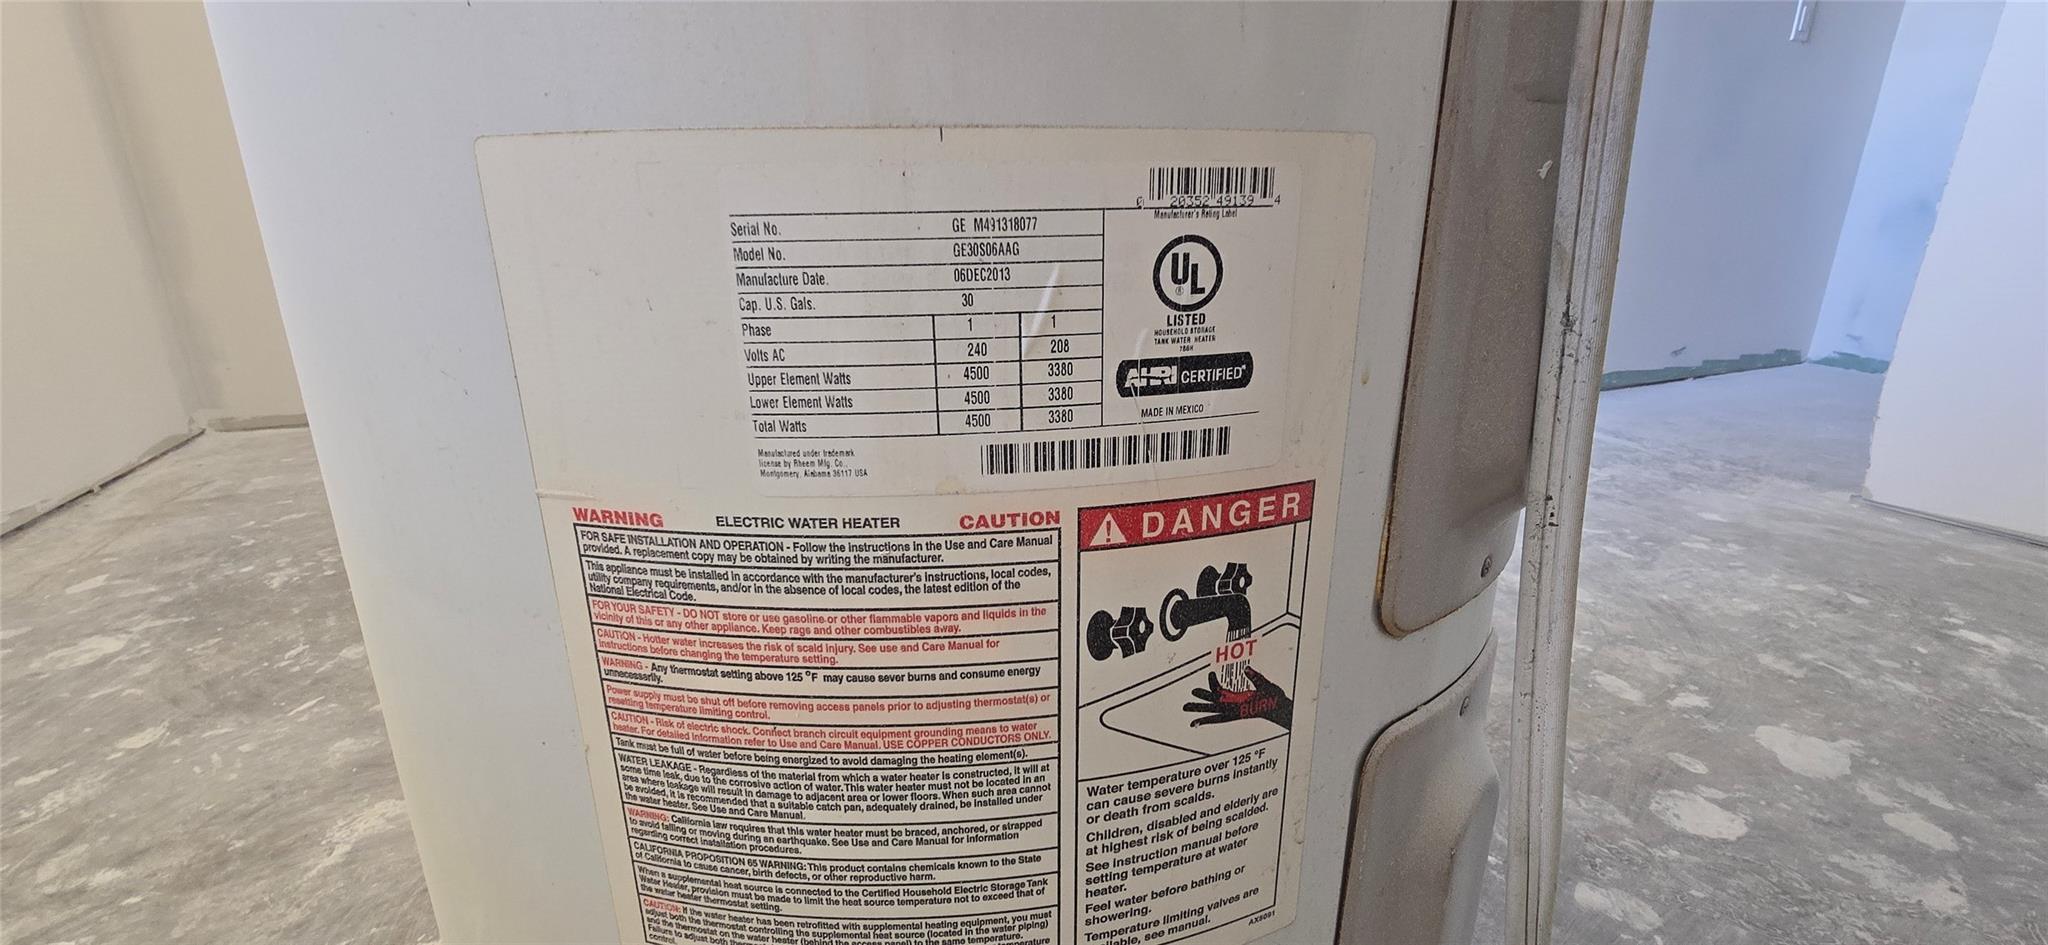 0 20352 49139 4
Manufacturer's Rating Label
Serial No. GE M491318077
Model No. GE30S06AAG
Manufacture Date. 06DEC2013
Cap. U.S. Gals. 30
Phase 1 1
Volts AC 240 208
Upper Element Watts 4500 3380
Lower Element Watts 4500 3380
Total Watts 4500 3380
UL
LISTED
HOUSEHOLD STORAGE
TANK WATER HEATER
AHRI CERTIFIED
MADE IN MEXICO
Manufactured under trademark
license by Rheem Mfg. Co.,
Montgomery, Alabama 36117 USA
WARNING ELECTRIC WATER HEATER CAUTION
FOR SAFE INSTALLATION AND OPERATION - Follow the instructions in the Use and Care Manual
provided. A replacement copy may be obtained by writing the manufacturer.
This appliance must be installed in accordance with the manufacturer's instructions, local codes,
utility company requirements, and/or in the absence of local codes, the latest edition of the
National Electrical Code.
FOR YOUR SAFETY - DO NOT store or use gasoline or other flammable vapors and liquids in the
vicinity of this or any other appliance. Keep rags and other combustibles away.
CAUTION - Hotter water increases the risk of scald injury. See use and Care Manual for
instructions before changing the temperature setting.
WARNING - Any thermostat setting above 125 °F may cause sever burns and consume energy
unnecessarily.
Power supply must be shut off before removing access panels prior to adjusting thermostat(s) or
resetting temperature limiting control.
CAUTION - Risk of electric shock. Connect branch circuit equipment grounding means to water
heater. For detailed information refer to Use and Care Manual. USE COPPER CONDUCTORS ONLY.
Tank must be full of water before being energized to avoid damaging the heating element(s).
WATER LEAKAGE - Regardless of the material from which a water heater is constructed, it will at
some time leak, due to the corrosive action of water. This water heater must not be located in an
area where leakage will result in damage to adjacent area or lower floors. When such area cannot
be avoided, it is recommended that a suitable catch pan, adequately drained, be installed under
the water heater. See Use and Care Manual.
WARNING: California law requires that this water heater must be braced, anchored, or strapped
to avoid falling or moving during an earthquake. See Use and Care Manual for information
regarding correct installation procedures.
CALIFORNIA PROPOSITION 65 WARNING: This product contains chemicals known to the State
of California to cause cancer, birth defects, or other reproductive harm.
When a supplemental heat source is connected to the Certified Household Electric Storage Tank
Water Heater, provision must be made to limit the heat source temperature not to exceed that of
the water heater thermostat setting.
CAUTION: If the water heater has been retrofitted with supplemental heating equipment, you must
adjust both the thermostat controlling the supplemental heat source (located in the water piping)
and the thermostat on the water heater (behind the access panel) to the same temperature.
Failure to adjust both
temperature
control.
DANGER
HOT
BURN
Water temperature over 125 °F
can cause severe burns instantly
or death from scalds.
Children, disabled and elderly are
at highest risk of being scalded.
See instruction manual before
setting temperature at water
heater.
Feel water before bathing or
showering.
Temperature limiting valves are
see manual.
AX8091